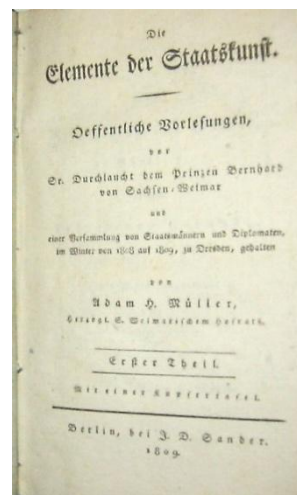 Die
Elemente der Staatskunst.
Oeffentliche Vorlesungen,
vor
Sr. Durchlaucht dem Prinzen Bernhard
von Sachsen-Weimar
und
einer Versammlung von Staatsmännern und Diplomaten,
im Winter von 1808 auf 1809, zu Dresden, gehalten
von
Adam H. Müller,
Herzogl. S. Weimarischem Hofrath.
Erster Theil.
Mit einer Kupfertafel.
Berlin, bei J. D. Sander.
1809.